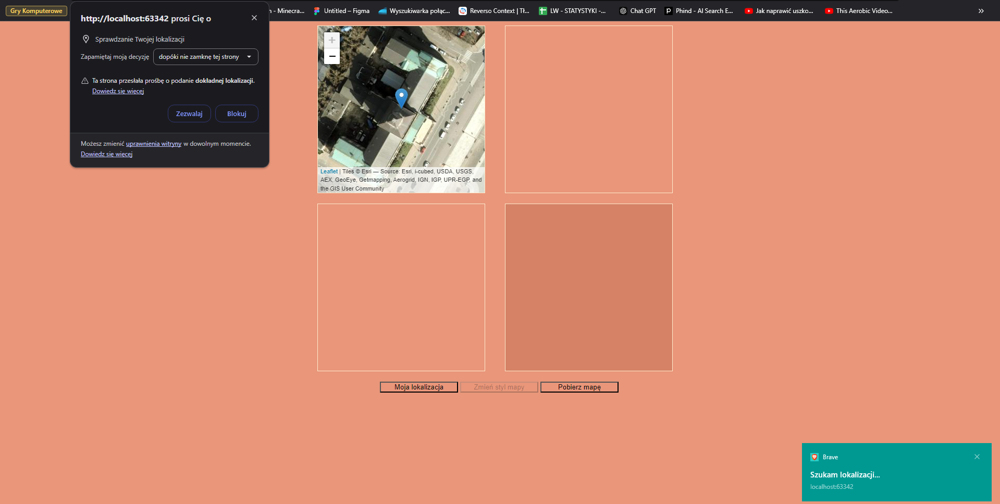 Gry Komputerowe
- Minecra...
Untitled – Figma
Wyszukiwarka połąc...
Reverso Context | Tł...
LW - STATYSTYKI -...
Chat GPT
Phind - AI Search E...
Jak naprawić uszko...
This Aerobic Video...
http://localhost:63342 prosi Cię o
Sprawdzanie Twojej lokalizacji
Zapamiętaj moją decyzję
dopóki nie zamknę tej strony
Ta strona przesłała prośbę o podanie dokładnej lokalizacji.
Dowiedz się więcej
Zezwalaj
Blokuj
Możesz zmienić uprawnienia witryny w dowolnym momencie.
Dowiedz się więcej
+
−
Leaflet | Tiles © Esri — Source: Esri, i-cubed, USDA, USGS,
AEX, GeoEye, Getmapping, Aerogrid, IGN, IGP, UPR-EGP, and
the GIS User Community
Moja lokalizacja
Zmień styl mapy
Pobierz mapę
Brave
Szukam lokalizacji...
localhost:63342